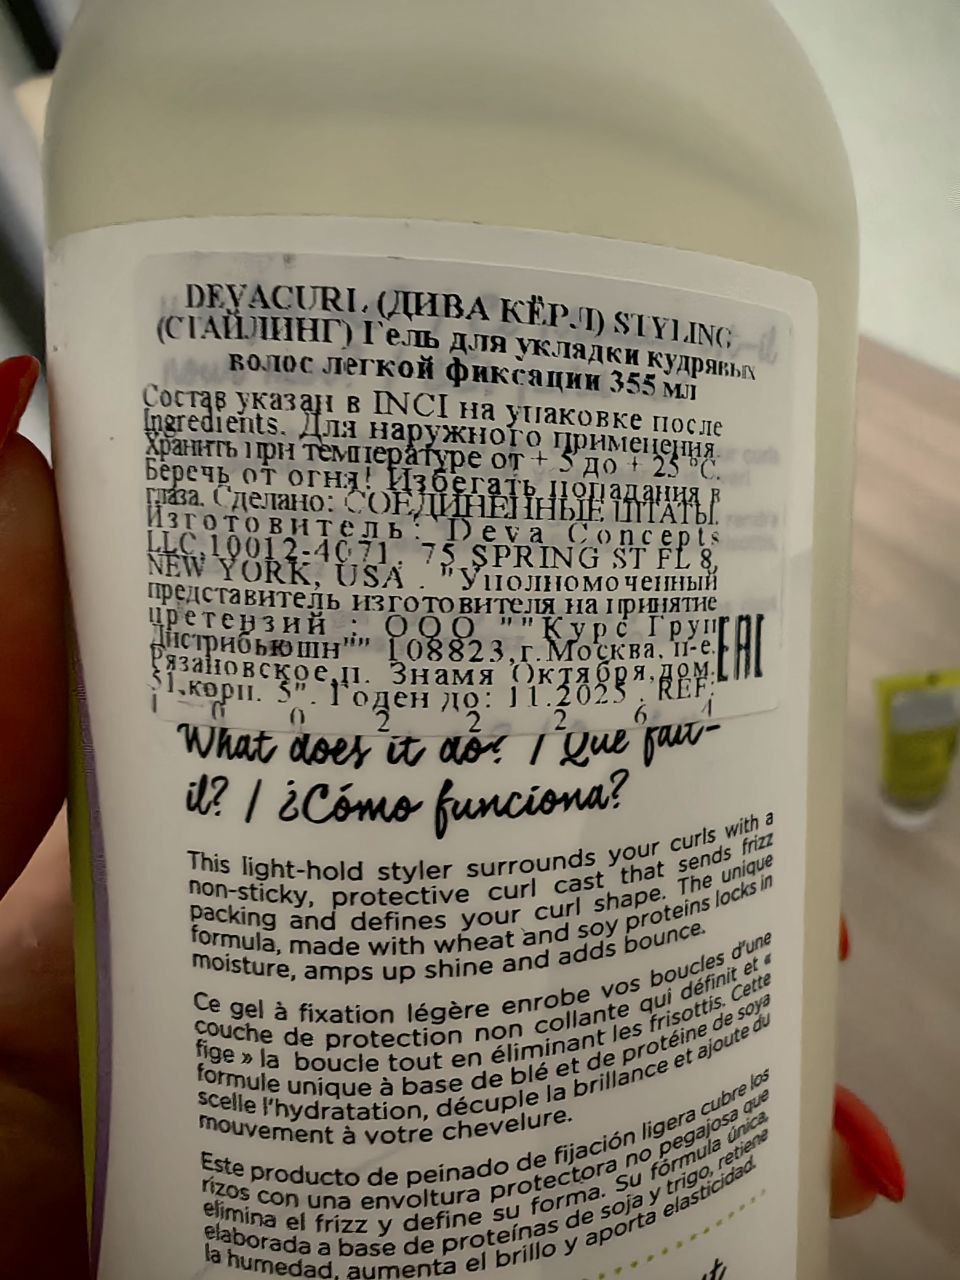 DEVACURL (ДИВА КЁРЛ) STYLING
(СТАЙЛИНГ) Гель для укладки кудрявых
волос легкой фиксации 355 мл
Состав указан в INCI на упаковке после
Ingredients. Для наружного применения.
Хранить при температуре от + 5 до + 25 °C.
Беречь от огня! Избегать попадания в
глаза. Сделано: СОЕДИНЕННЫЕ ШТАТЫ.
Изготовитель: Deva Concepts
LLC,10012-4071, 75 SPRING ST FL 8,
NEW YORK, USA . "Уполномоченный
представитель изготовителя на принятие
претензий : ООО ""Курс Груп
Дистрибьюшн"" 108823,г.Москва, п-е.
Рязановское,п. Знамя Октября,дом.
31,корп. 5". Годен до: 11.2025 . REF:
EAC
What does it do? / Que fait-
il? / ¿Cómo funciona?
This light-hold styler surrounds your curls with a
non-sticky, protective curl cast that sends frizz
packing and defines your curl shape. The unique
formula, made with wheat and soy proteins locks in
moisture, amps up shine and adds bounce.
Ce gel à fixation légère enrobe vos boucles d'une
couche de protection non collante qui définit et «
fige » la boucle tout en éliminant les frisottis. Cette
formule unique à base de blé et de protéine de soya
scelle l'hydratation, décuple la brillance et ajoute du
mouvement à votre chevelure.
Este producto de peinado de fijación ligera cubre los
rizos con una envoltura protectora no pegajosa que
elimina el frizz y define su forma. Su fórmula única,
elaborada a base de proteínas de soja y trigo, retiene
la humedad, aumenta el brillo y aporta elasticidad.